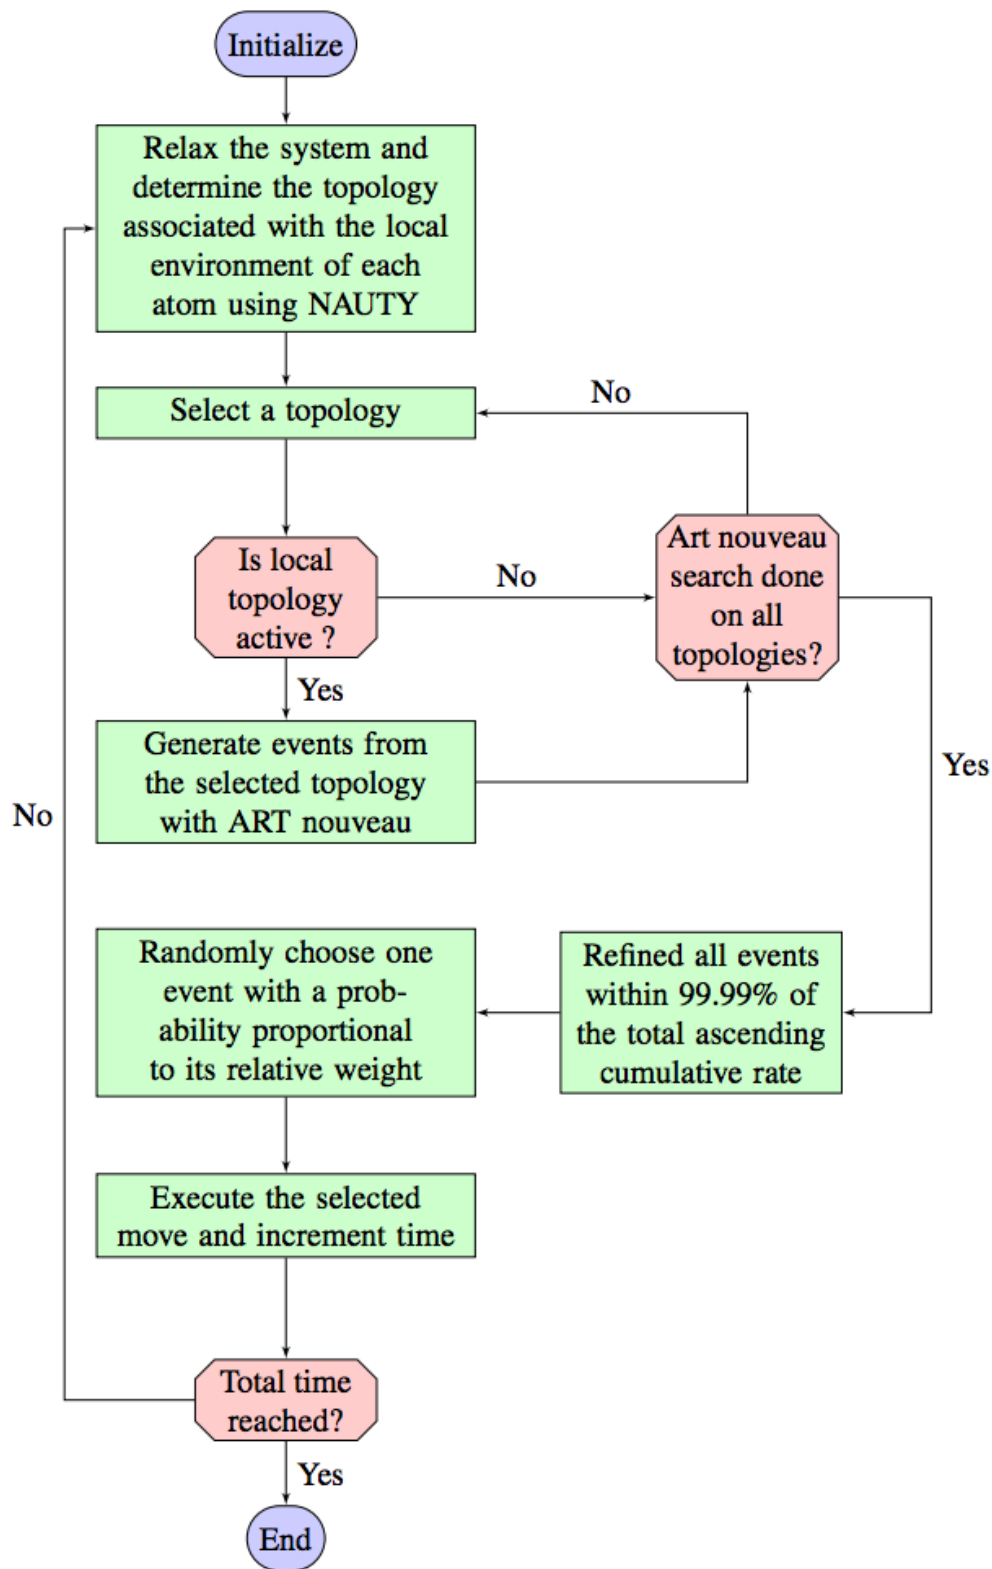 Initialize
Relax the system and
determine the topology
associated with the local
environment of each
atom using NAUTY
Select a topology
No
Is local
topology
active ?
No
Art nouveau
search done
on all
topologies?
Yes
Generate events from
the selected topology
with ART nouveau
Yes
No
Randomly choose one
event with a prob-
ability proportional
to its relative weight
Refined all events
within 99.99% of
the total ascending
cumulative rate
Execute the selected
move and increment time
Total time
reached?
Yes
End